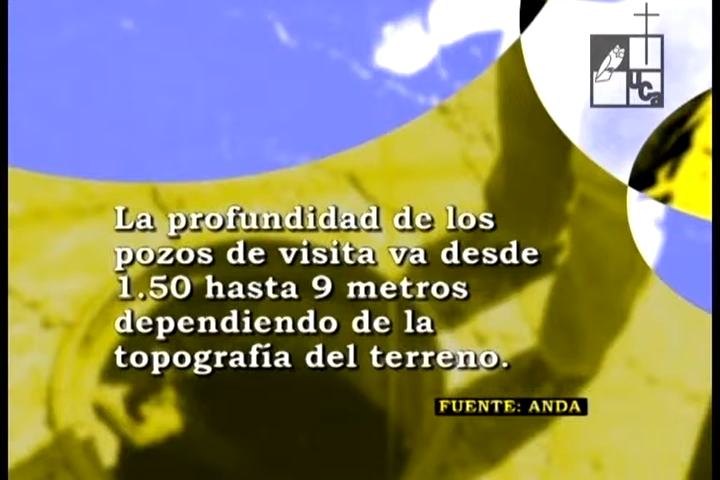 uca
La profundidad de los
pozos de visita va desde
1.50 hasta 9 metros
dependiendo de la
topografía del terreno.
FUENTE: ANDA